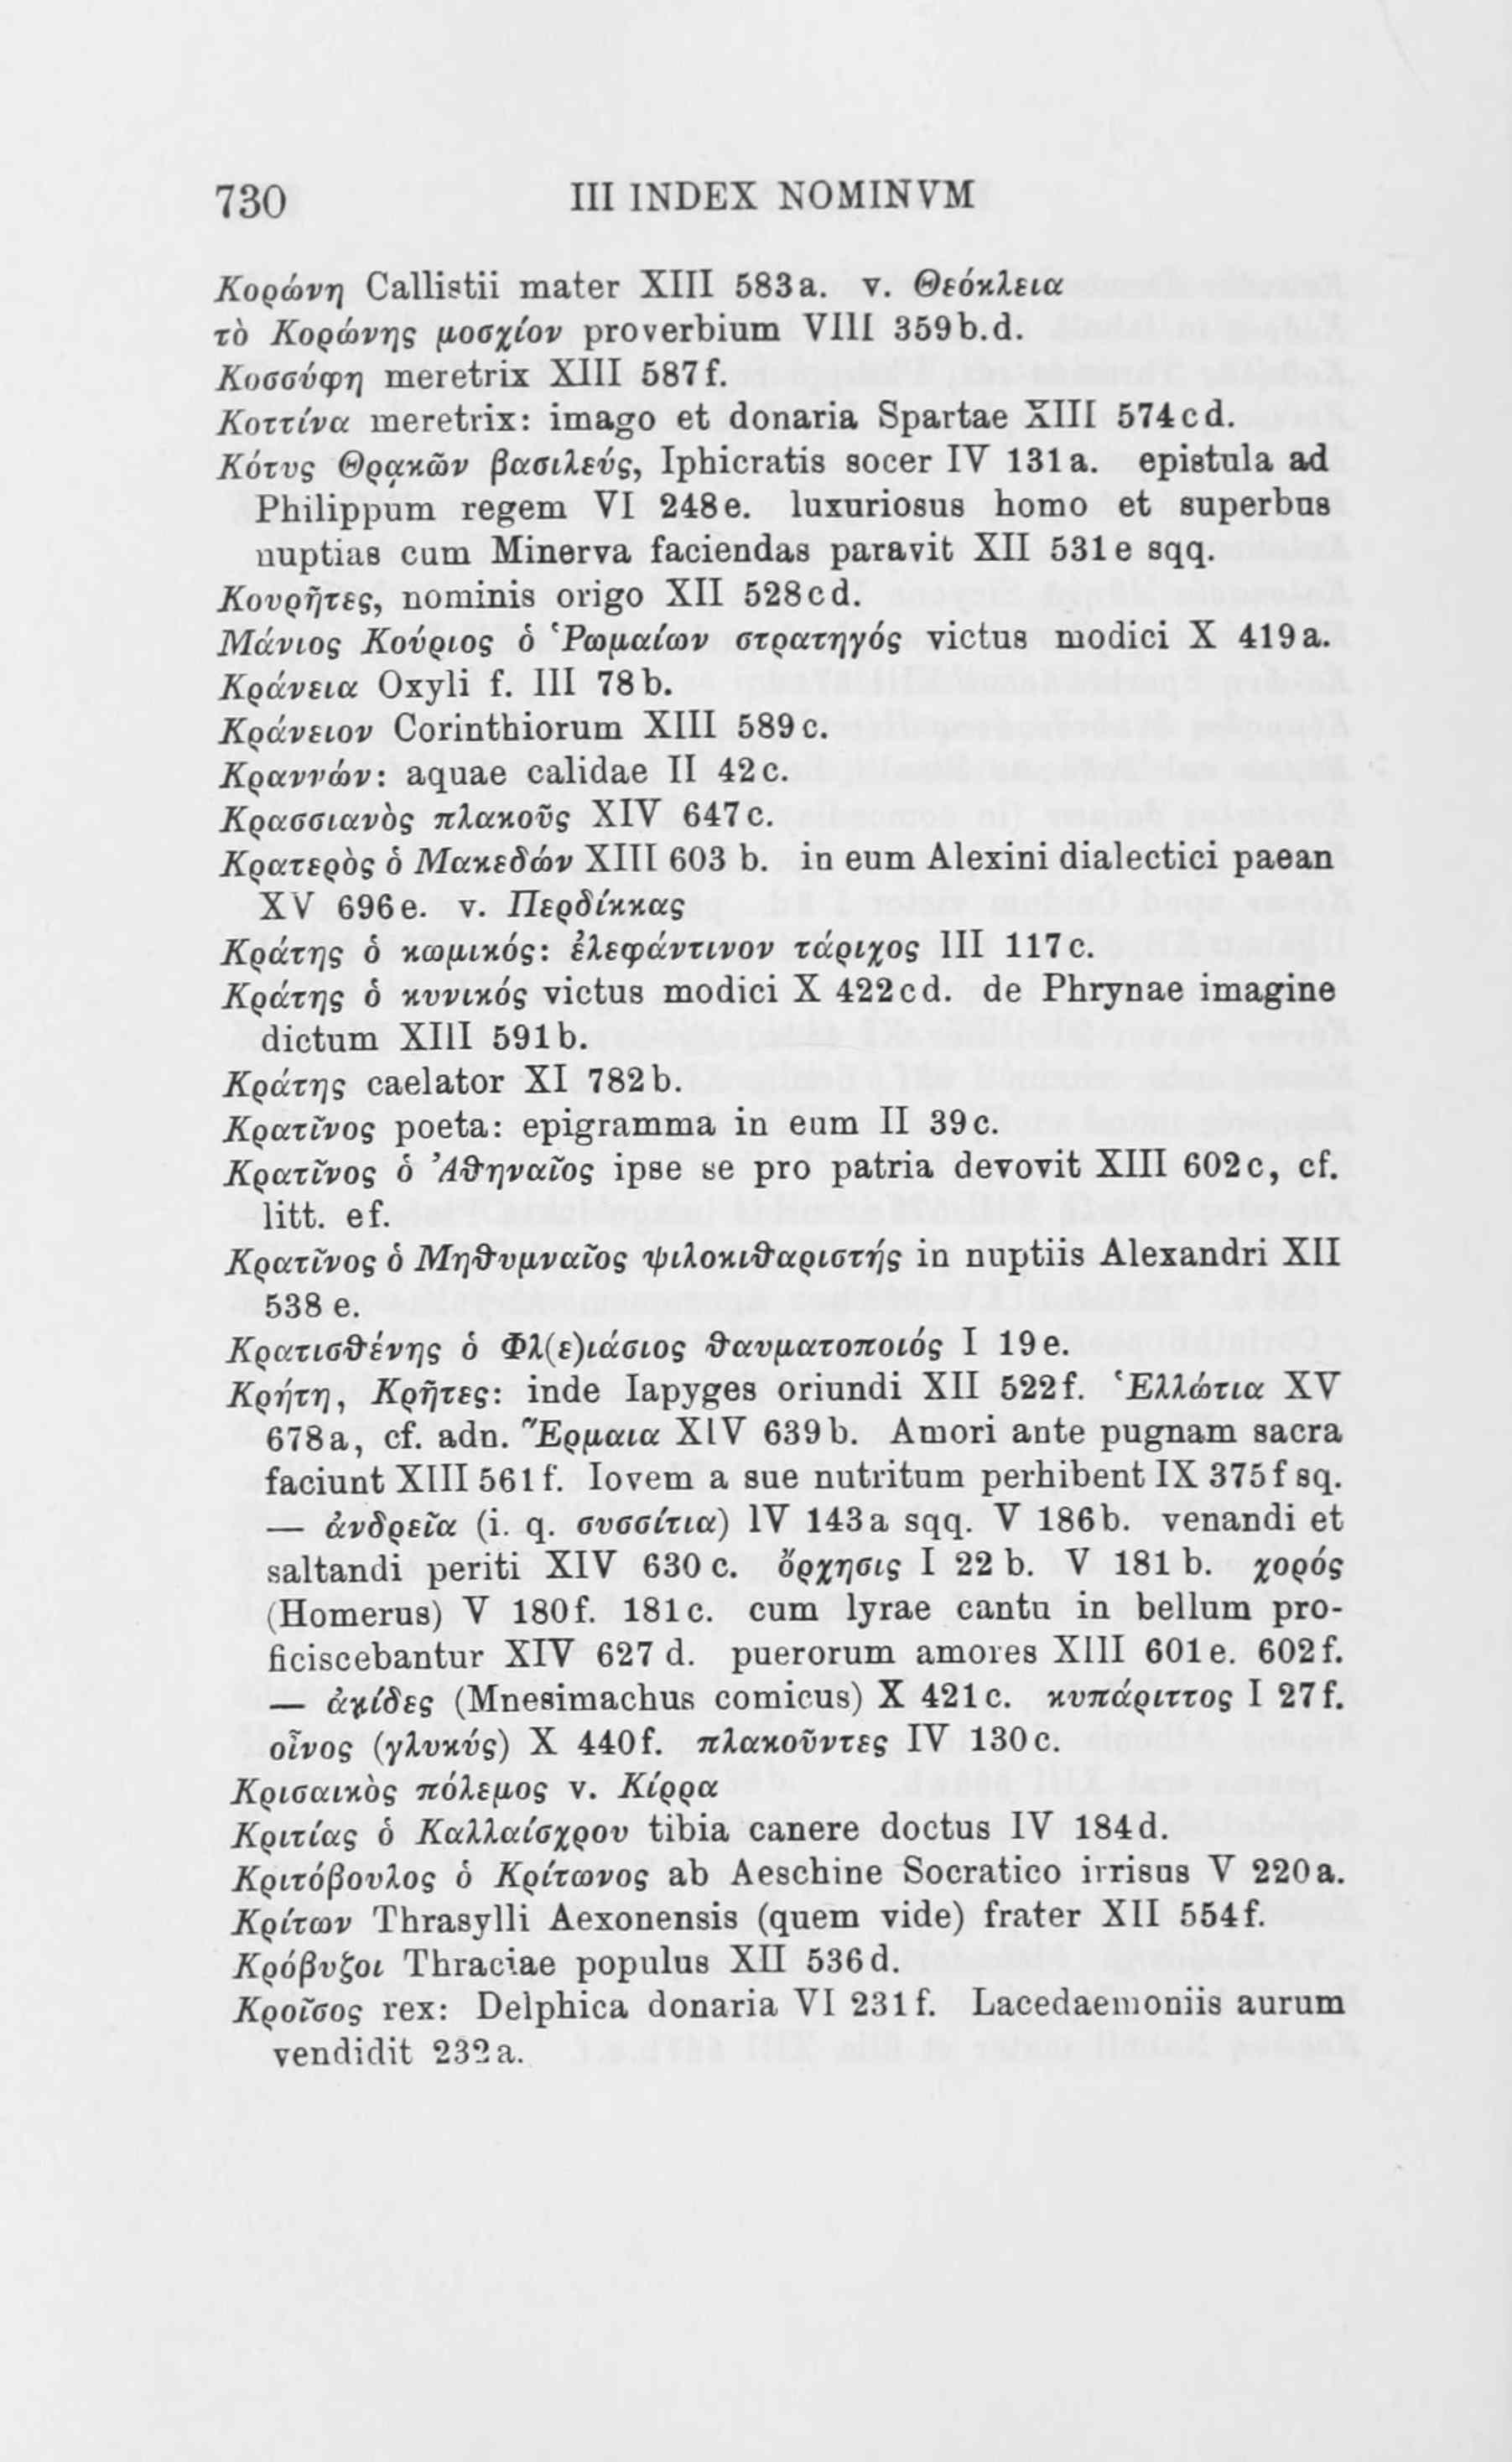 730 III INDEX NOMINVM
Κορώνη Callistii mater XIII 583a. v. Θεόκλεια
τὸ Κορώνης μοσχίον proverbium VIII 359b.d.
Κοσσύφη meretrix XIII 587f.
Κοττίνα meretrix: imago et donaria Spartae XIII 574cd.
Κότυς Θρᾳκῶν βασιλεύς, Iphicratis socer IV 131a. epistula ad
Philippum regem VI 248e. luxuriosus homo et superbus
nuptias cum Minerva faciendas paravit XII 531e sqq.
Κουρῆτες, nominis origo XII 528cd.
Μάνιος Κούριος ὁ Ῥωμαίων στρατηγός victus modici X 419a.
Κράνεια Oxyli f. III 78b.
Κράνειον Corinthiorum XIII 589c.
Κραννών: aquae calidae II 42c.
Κρασσιανὸς πλακοῦς XIV 647c.
Κρατερὸς ὁ Μακεδών XIII 603 b. in eum Alexini dialectici paean
XV 696e. v. Περδίκκας
Κράτης ὁ κωμικός: ἐλεφάντινον τάριχος III 117c.
Κράτης ὁ κυνικός victus modici X 422cd. de Phrynae imagine
dictum XIII 591b.
Κράτης caelator XI 782b.
Κρατῖνος poeta: epigramma in eum II 39c.
Κρατῖνος ὁ Ἀθηναῖος ipse se pro patria devovit XIII 602c, cf.
litt. ef.
Κρατῖνος ὁ Μηθυμναῖος ψιλοκιθαριστής in nuptiis Alexandri XII
538e.
Κρατισθένης ὁ Φλ(ε)ιάσιος θαυματοποιός I 19e.
Κρήτη, Κρῆτες: inde Iapyges oriundi XII 522f. Ἑλλώτια XV
678a, cf. adn. Ἕρμαια XIV 639b. Amori ante pugnam sacra
faciunt XIII 561f. Iovem a sue nutritum perhibent IX 375f sq.
— ἀνδρεῖα (i. q. συσσίτια) IV 143a sqq. V 186b. venandi et
saltandi periti XIV 630c. ὄρχησις I 22b. V 181b. χορός
(Homerus) V 180f. 181c. cum lyrae cantu in bellum pro-
ficiscebantur XIV 627d. puerorum amores XIII 601e. 602f.
— ἀκίδες (Mnesimachus comicus) X 421c. κυπάριττος I 27f.
οἶνος (γλυκύς) X 440f. πλακοῦντες IV 130c.
Κρισαικὸς πόλεμος v. Κίρρα
Κριτίας ὁ Καλλαίσχρου tibia canere doctus IV 184d.
Κριτόβουλος ὁ Κρίτωνος ab Aeschine Socratico irrisus V 220a.
Κρίτων Thrasylli Aexonensis (quem vide) frater XII 554f.
Κρόβυζοι Thraciae populus XII 536d.
Κροῖσος rex: Delphica donaria VI 231f. Lacedaemoniis aurum
vendidit 232a.